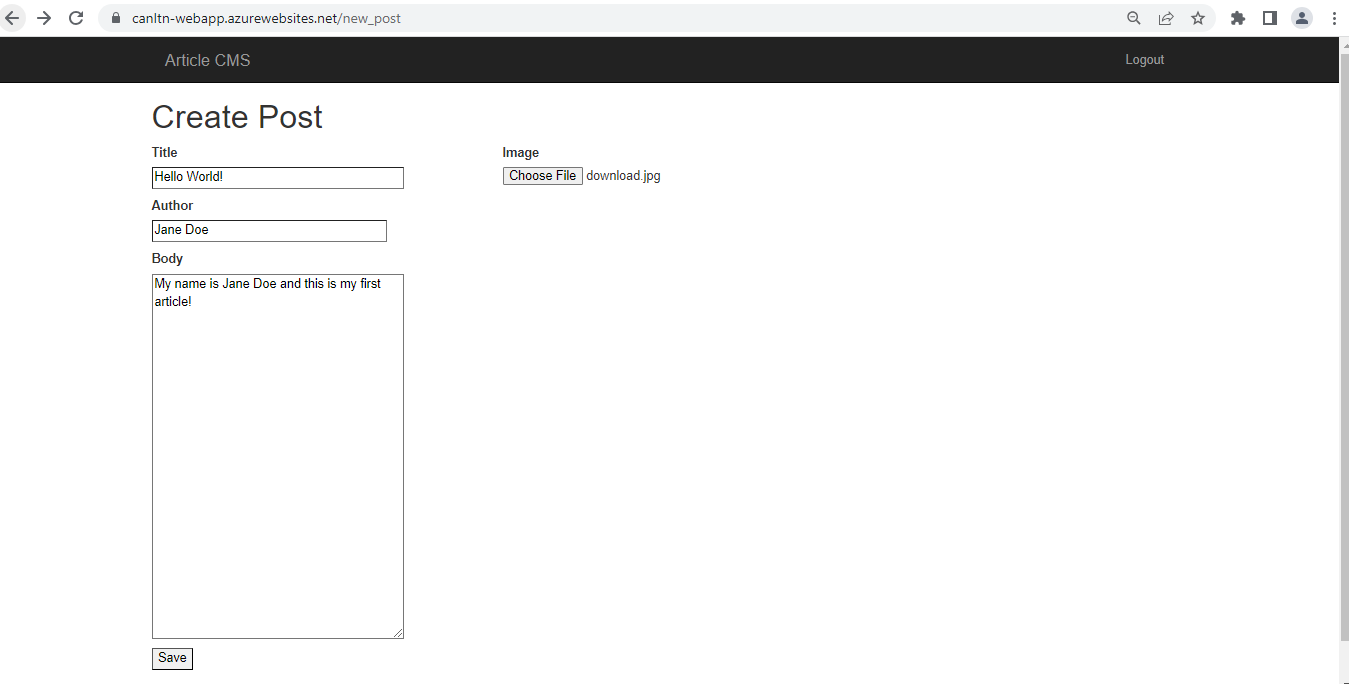 canltn-webapp.azurewebsites.net/new_post
Article CMS
Logout
Create Post
Title
Image
Hello World!
Choose File download.jpg
Author
Jane Doe
Body
My name is Jane Doe and this is my first
article!
Save